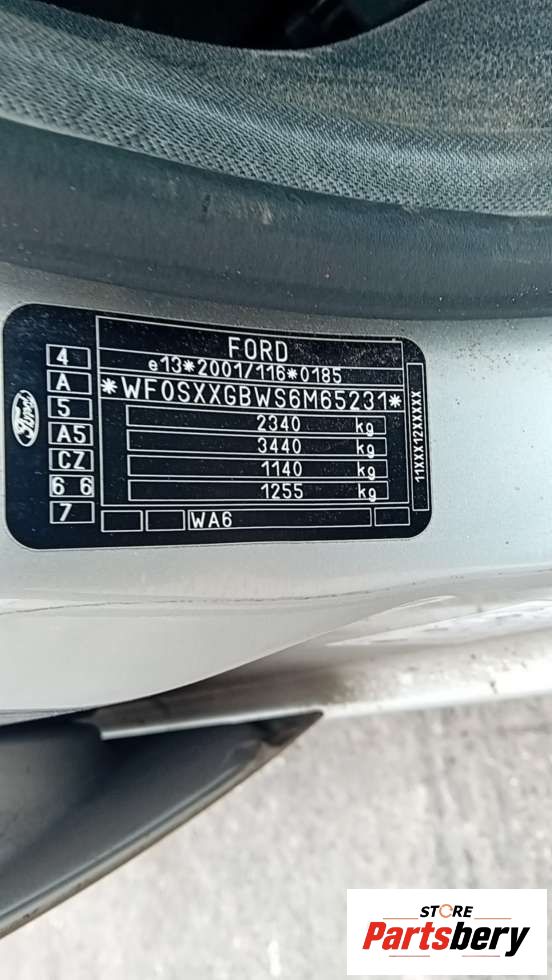 FORD
e13*2001/116*0185
*WF0SXXGBWS6M65231*
2340 kg
3440 kg
1140 kg
1255 kg
WA6
4
A
5
A5
CZ
6 6
7
Ford
11XXX12XXXXX
STORE
Partsbery